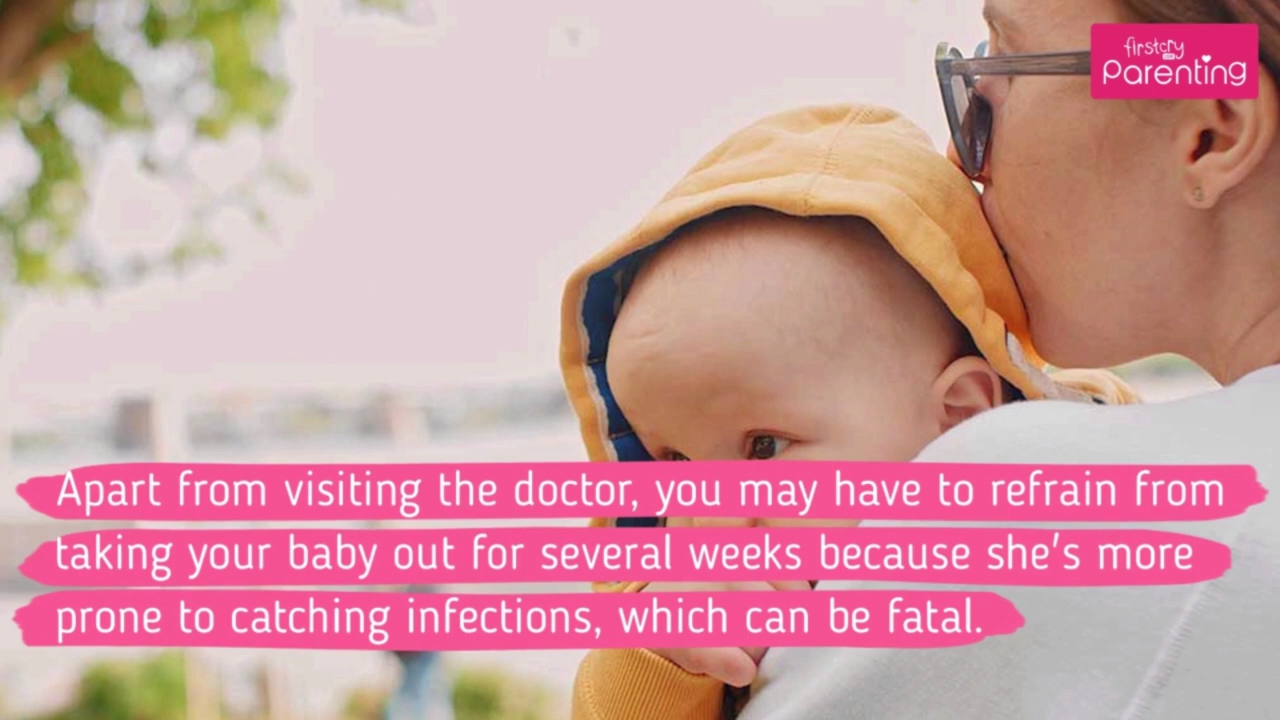 firstcry
Parenting
Apart from visiting the doctor, you may have to refrain from
taking your baby out for several weeks because she's more
prone to catching infections, which can be fatal.